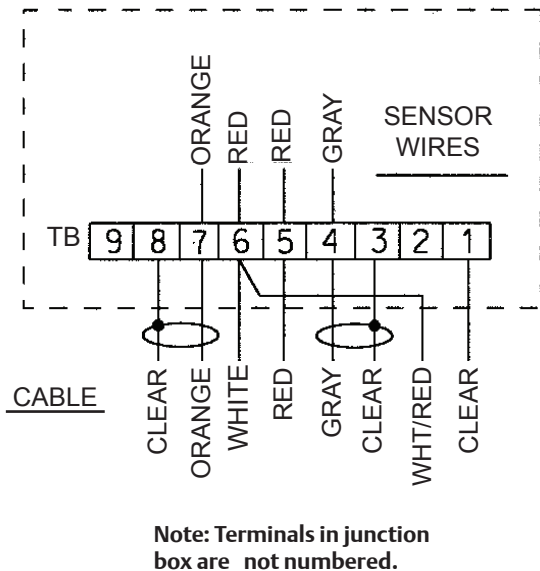 ORANGE
RED
RED
GRAY
SENSOR
WIRES
TB 9 8 7 6 5 4 3 2 1
CABLE
CLEAR
ORANGE
WHITE
RED
GRAY
CLEAR
WHT/RED
CLEAR
Note: Terminals in junction
box are not numbered.